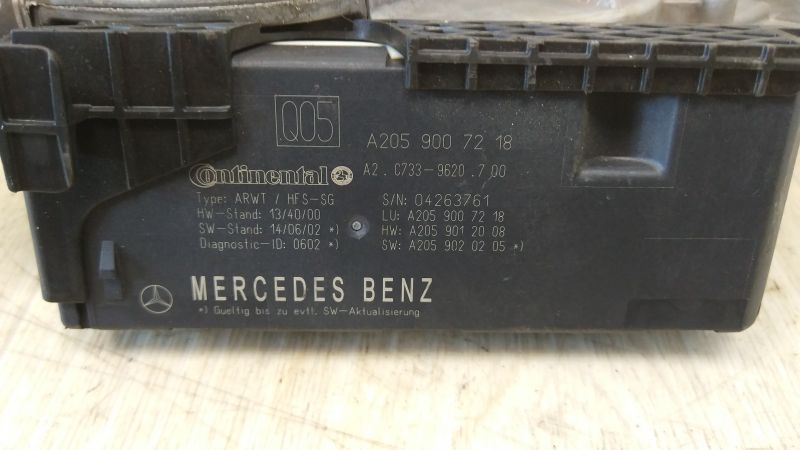 Q05
A205 900 72 18
Continental
A2.C733-9620.700
Type: ARWT / HFS-SG
S/N: 04263761
HW-Stand: 13/40/00
LU: A205 900 72 18
SW-Stand: 14/06/02 *)
HW: A205 901 20 08
Diagnostic-ID: 0602 *)
SW: A205 902 02 05 *)
MERCEDES BENZ
*) Gueltig bis zu evtl. SW-Aktualisierung